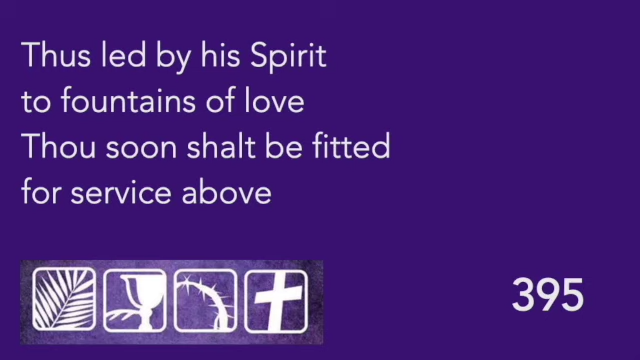 Thus led by his Spirit
to fountains of love
Thou soon shalt be fitted
for service above
395